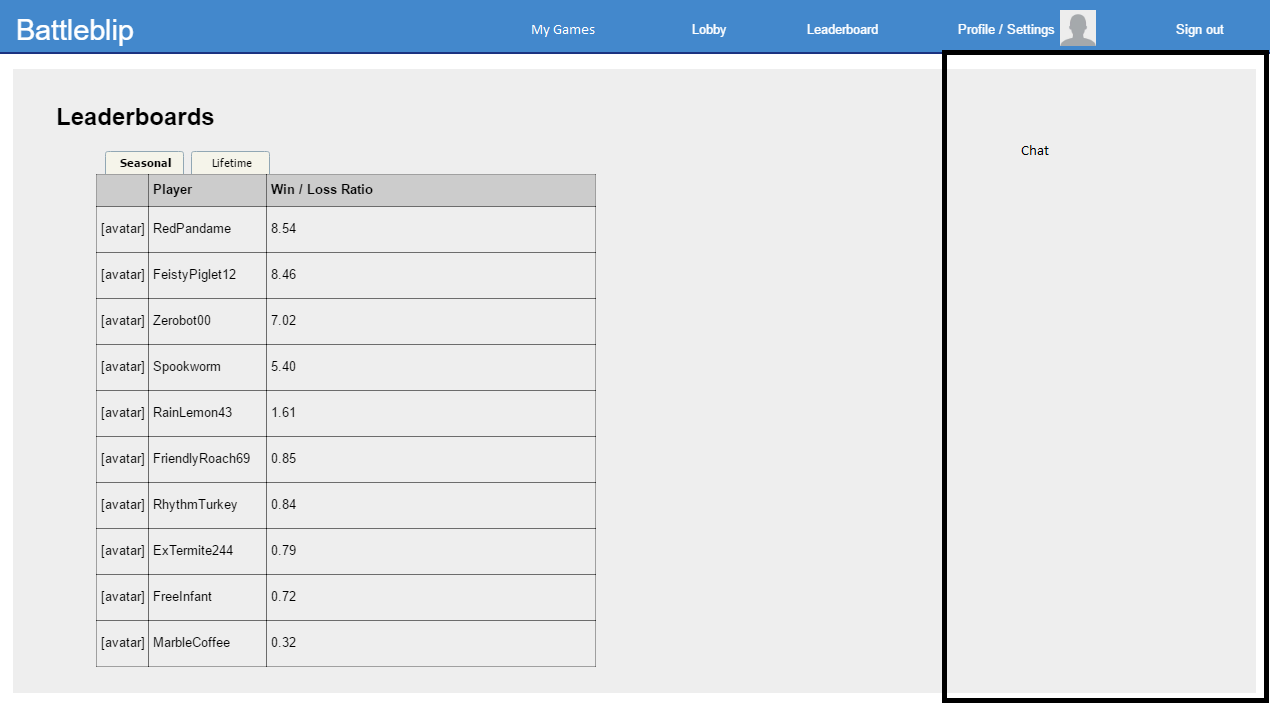 Battleblip My Games Lobby Leaderboard Profile / Settings Sign out
Leaderboards
Chat
Seasonal Lifetime
Player Win / Loss Ratio
[avatar] RedPandame 8.54
[avatar] FeistyPiglet12 8.46
[avatar] Zerobot00 7.02
[avatar] Spookworm 5.40
[avatar] RainLemon43 1.61
[avatar] FriendlyRoach69 0.85
[avatar] RhythmTurkey 0.84
[avatar] ExTermite244 0.79
[avatar] FreeInfant 0.72
[avatar] MarbleCoffee 0.32